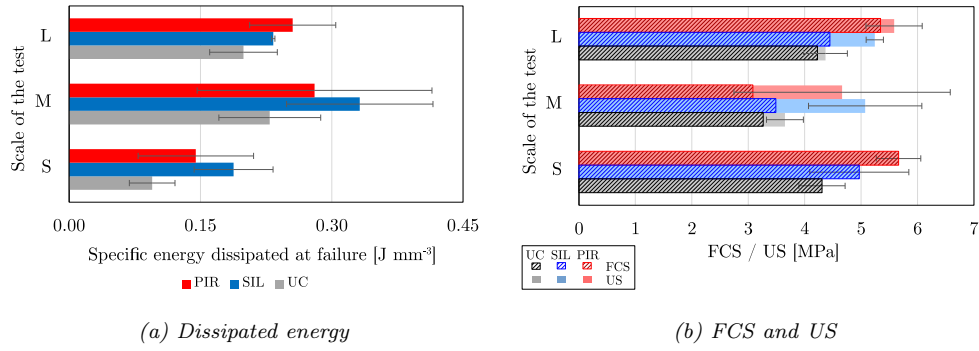 Scale of the test
L
M
S
0.00 0.15 0.30 0.45
Specific energy dissipated at failure [J mm⁻³]
PIR SIL UC
(a) Dissipated energy
Scale of the test
L
M
S
0 1 2 3 4 5 6 7
FCS / US [MPa]
UC SIL PIR
FCS
US
(b) FCS and US